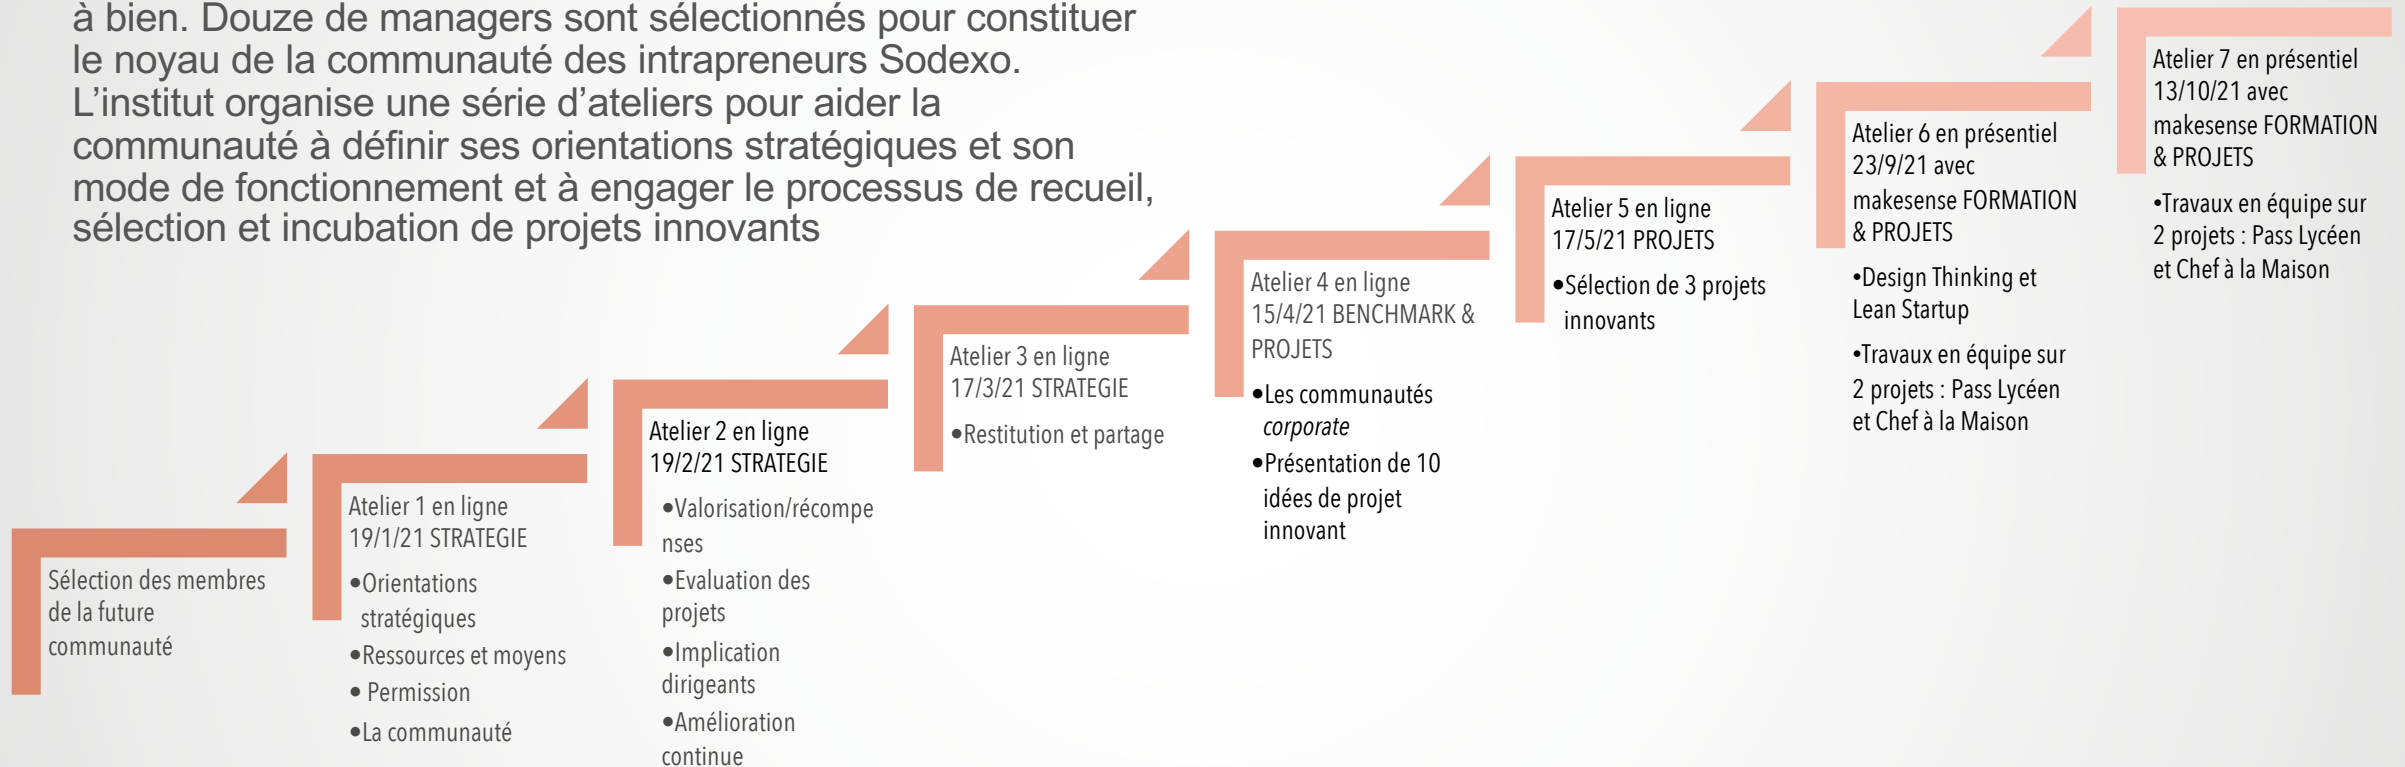 à bien. Douze de managers sont sélectionnés pour constituer
le noyau de la communauté des intrapreneurs Sodexo.
L’institut organise une série d’ateliers pour aider la
communauté à définir ses orientations stratégiques et son
mode de fonctionnement et à engager le processus de recueil,
sélection et incubation de projets innovants
Sélection des membres
de la future
communauté
Atelier 1 en ligne
19/1/21 STRATEGIE
•Orientations
stratégiques
•Ressources et moyens
• Permission
•La communauté
Atelier 2 en ligne
19/2/21 STRATEGIE
•Valorisation/récompe
nses
•Evaluation des
projets
•Implication
dirigeants
•Amélioration
continue
Atelier 3 en ligne
17/3/21 STRATEGIE
•Restitution et partage
Atelier 4 en ligne
15/4/21 BENCHMARK &
PROJETS
•Les communautés
corporate
•Présentation de 10
idées de projet
innovant
Atelier 5 en ligne
17/5/21 PROJETS
•Sélection de 3 projets
innovants
Atelier 6 en présentiel
23/9/21 avec
makesense FORMATION
& PROJETS
•Design Thinking et
Lean Startup
•Travaux en équipe sur
2 projets : Pass Lycéen
et Chef à la Maison
Atelier 7 en présentiel
13/10/21 avec
makesense FORMATION
& PROJETS
•Travaux en équipe sur
2 projets : Pass Lycéen
et Chef à la Maison